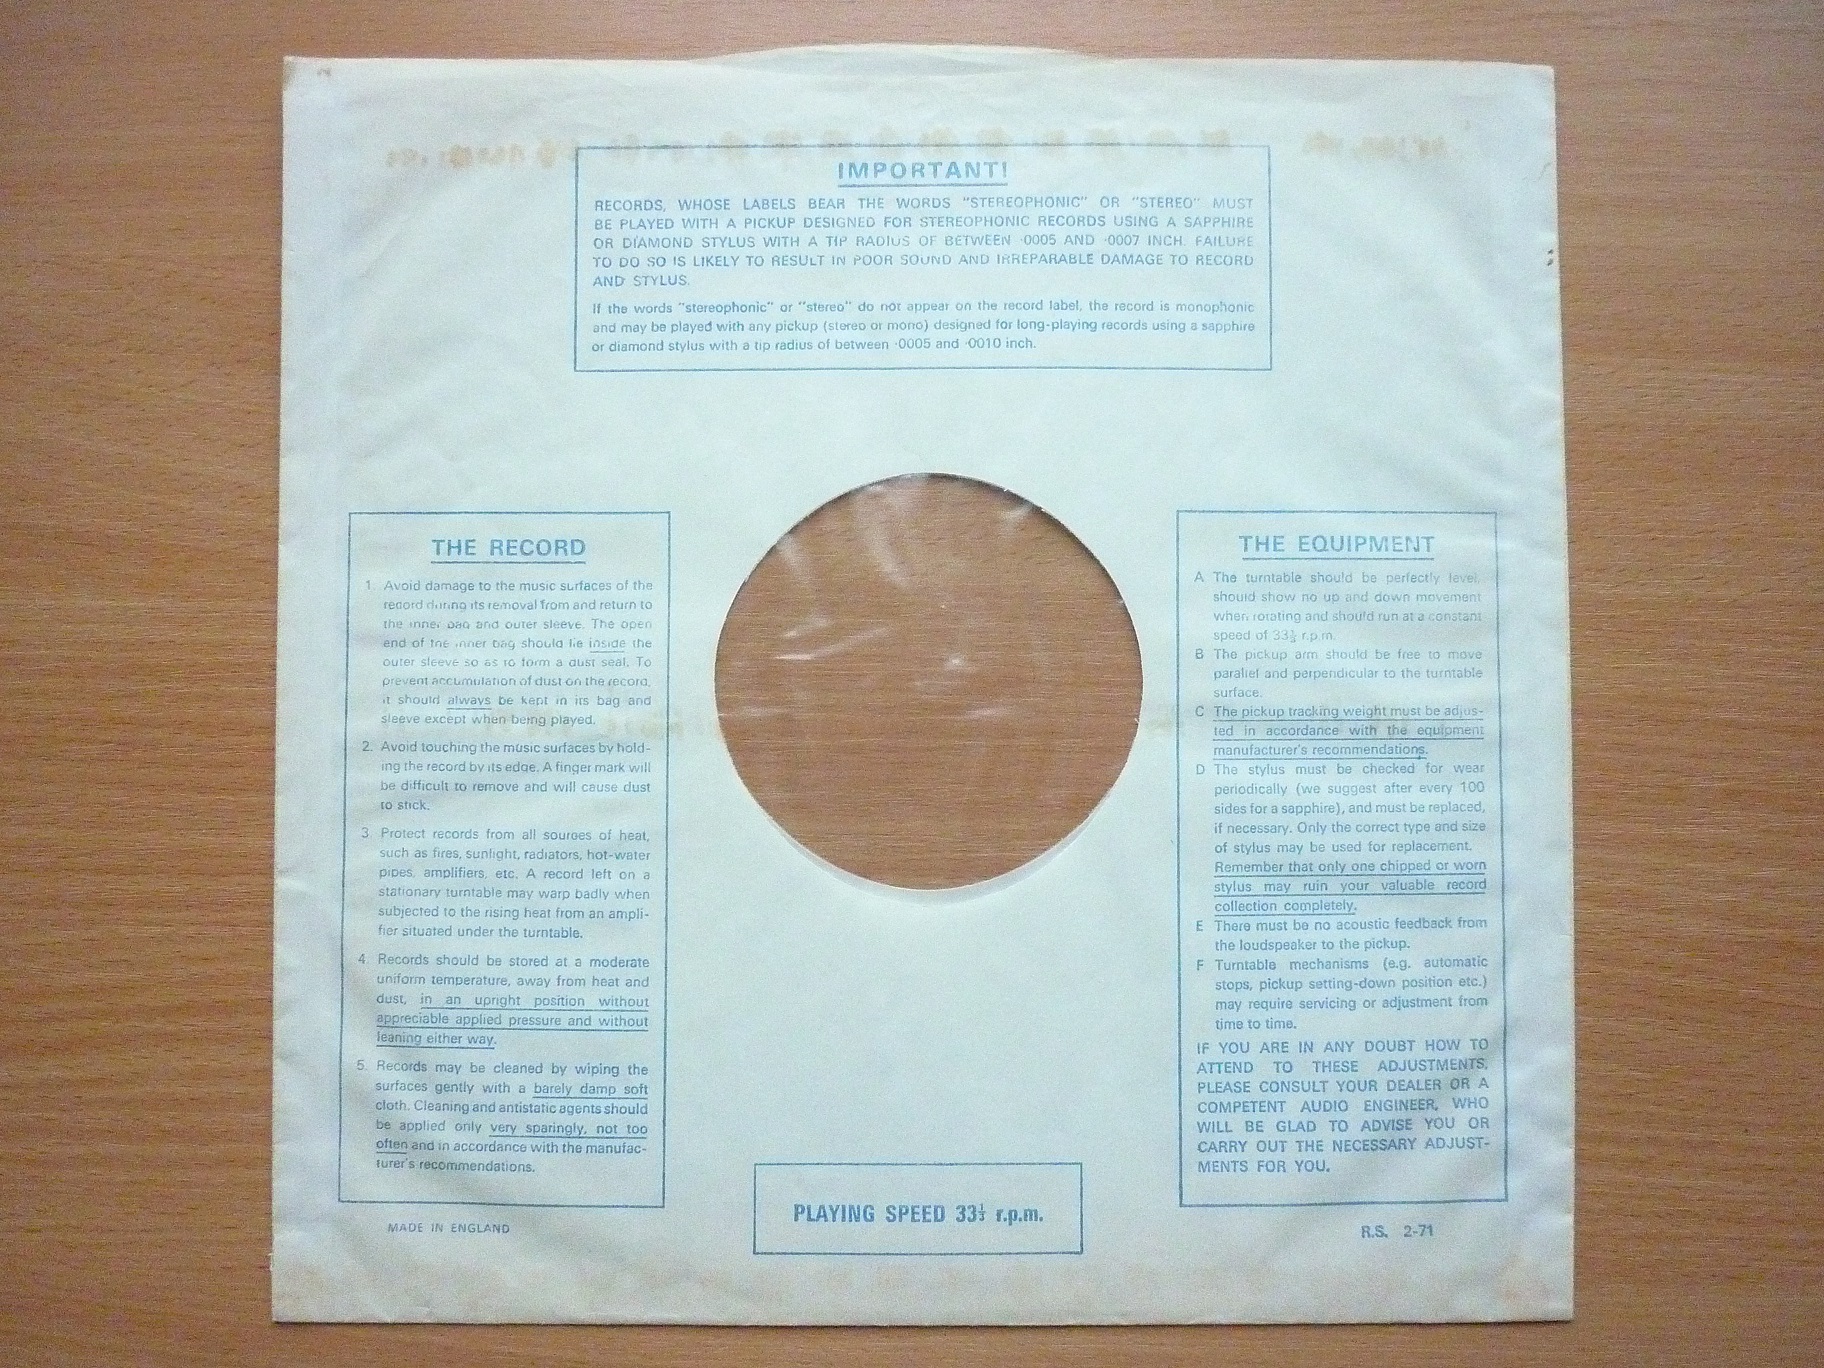 IMPORTANT!
RECORDS, WHOSE LABELS BEAR THE WORDS "STEREOPHONIC" OR "STEREO" MUST
BE PLAYED WITH A PICKUP DESIGNED FOR STEREOPHONIC RECORDS USING A SAPPHIRE
OR DIAMOND STYLUS WITH A TIP RADIUS OF BETWEEN ·0005 AND ·0007 INCH. FAILURE
TO DO SO IS LIKELY TO RESULT IN POOR SOUND AND IRREPARABLE DAMAGE TO RECORD
AND STYLUS.
If the words "stereophonic" or "stereo" do not appear on the record label, the record is monophonic
and may be played with any pickup (stereo or mono) designed for long-playing records using a sapphire
or diamond stylus with a tip radius of between ·0005 and ·0010 inch.
THE RECORD
1. Avoid damage to the music surfaces of the
record during its removal from and return to
the inner bag and outer sleeve. The open
end of the inner bag should lie inside the
outer sleeve so as to form a dust seal. To
prevent accumulation of dust on the record,
it should always be kept in its bag and
sleeve except when being played.
2. Avoid touching the music surfaces by hold-
ing the record by its edge. A finger mark will
be difficult to remove and will cause dust
to stick.
3. Protect records from all sources of heat,
such as fires, sunlight, radiators, hot-water
pipes, amplifiers, etc. A record left on a
stationary turntable may warp badly when
subjected to the rising heat from an ampli-
fier situated under the turntable.
4. Records should be stored at a moderate
uniform temperature, away from heat and
dust, in an upright position without
appreciable applied pressure and without
leaning either way.
5. Records may be cleaned by wiping the
surfaces gently with a barely damp soft
cloth. Cleaning and antistatic agents should
be applied only very sparingly, not too
often and in accordance with the manufac-
turer's recommendations.
MADE IN ENGLAND
PLAYING SPEED 33⅓ r.p.m.
THE EQUIPMENT
A The turntable should be perfectly level,
should show no up and down movement
when rotating and should run at a constant
speed of 33⅓ r.p.m.
B The pickup arm should be free to move
parallel and perpendicular to the turntable
surface.
C The pickup tracking weight must be adjus-
ted in accordance with the equipment
manufacturer's recommendations.
D The stylus must be checked for wear
periodically (we suggest after every 100
sides for a sapphire), and must be replaced,
if necessary. Only the correct type and size
of stylus may be used for replacement.
Remember that only one chipped or worn
stylus may ruin your valuable record
collection completely.
E There must be no acoustic feedback from
the loudspeaker to the pickup.
F Turntable mechanisms (e.g. automatic
stops, pickup setting-down position etc.)
may require servicing or adjustment from
time to time.
IF YOU ARE IN ANY DOUBT HOW TO
ATTEND TO THESE ADJUSTMENTS,
PLEASE CONSULT YOUR DEALER OR A
COMPETENT AUDIO ENGINEER, WHO
WILL BE GLAD TO ADVISE YOU OR
CARRY OUT THE NECESSARY ADJUST-
MENTS FOR YOU.
R.S. 2-71